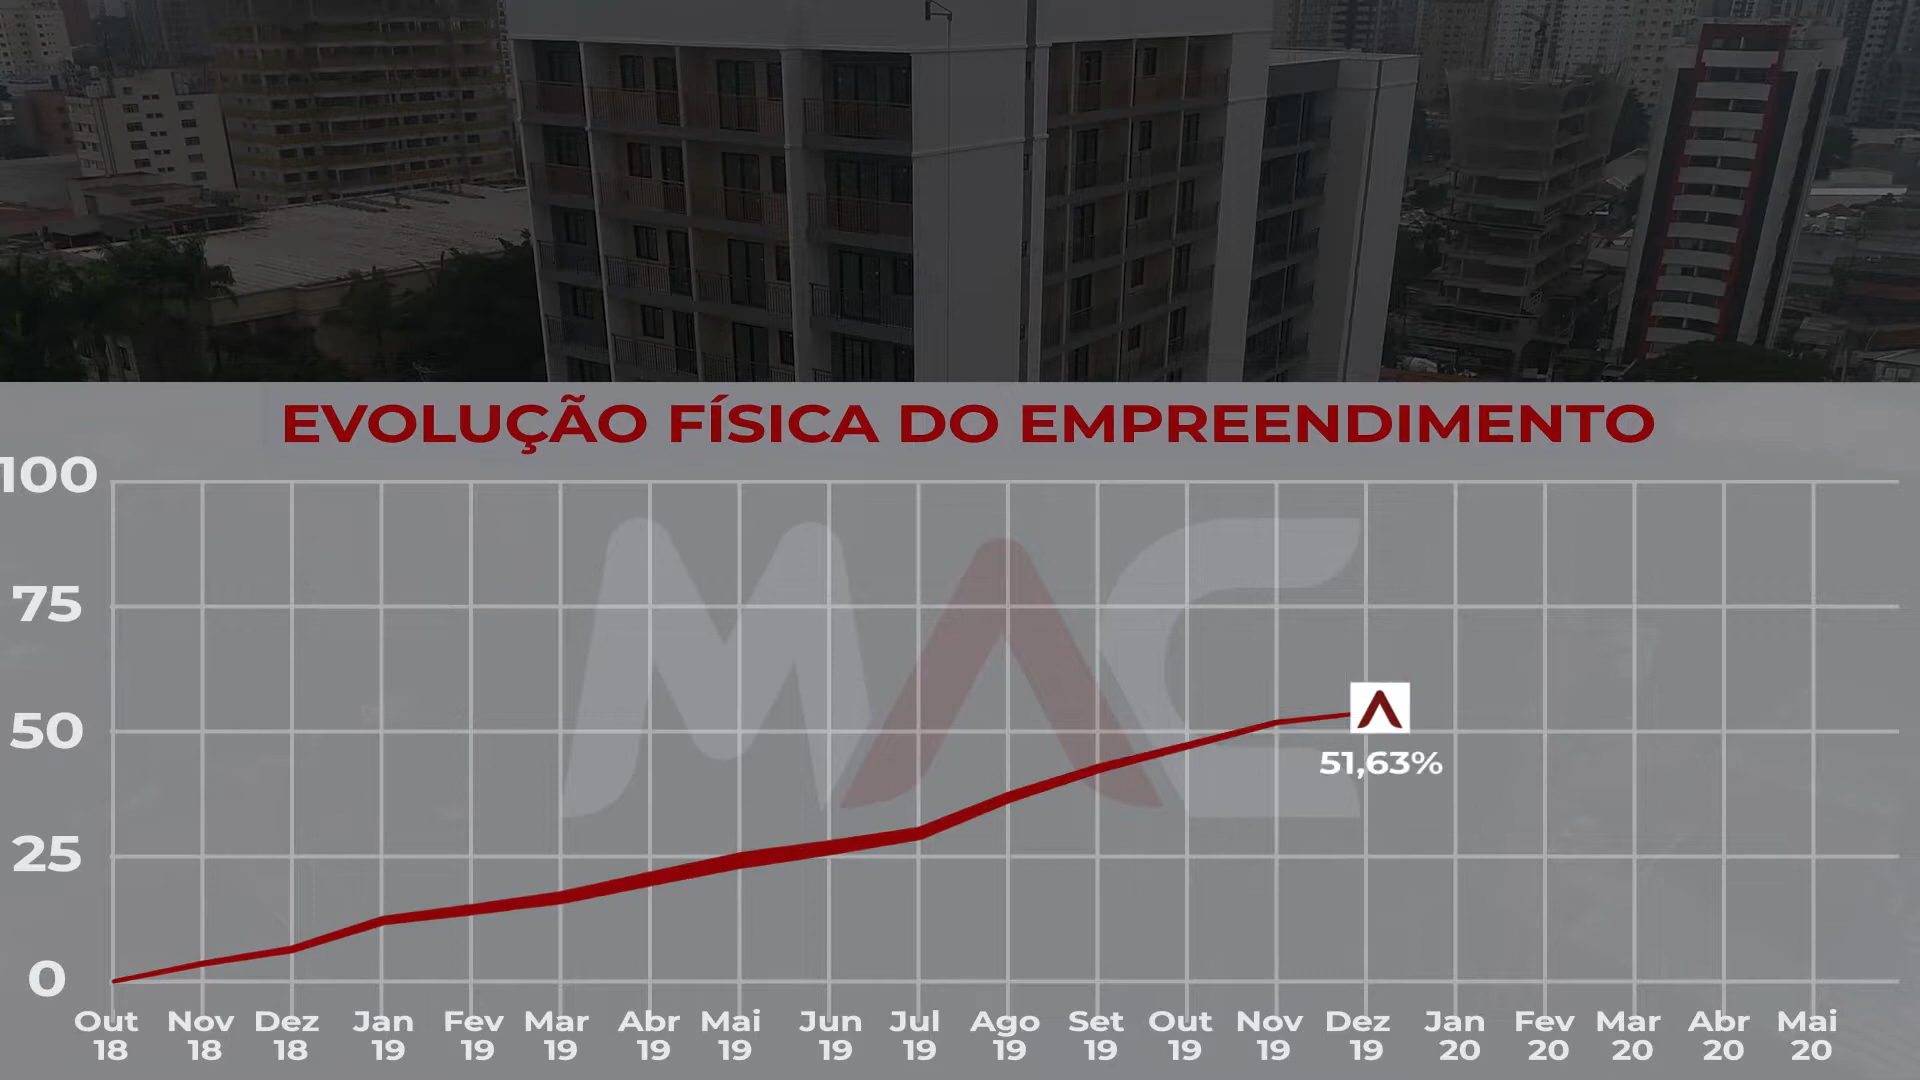 EVOLUÇÃO FÍSICA DO EMPREENDIMENTO
100
75
50
25
0
MAC
51,63%
Out 18
Nov 18
Dez 18
Jan 19
Fev 19
Mar 19
Abr 19
Mai 19
Jun 19
Jul 19
Ago 19
Set 19
Out 19
Nov 19
Dez 19
Jan 20
Fev 20
Mar 20
Abr 20
Mai 20